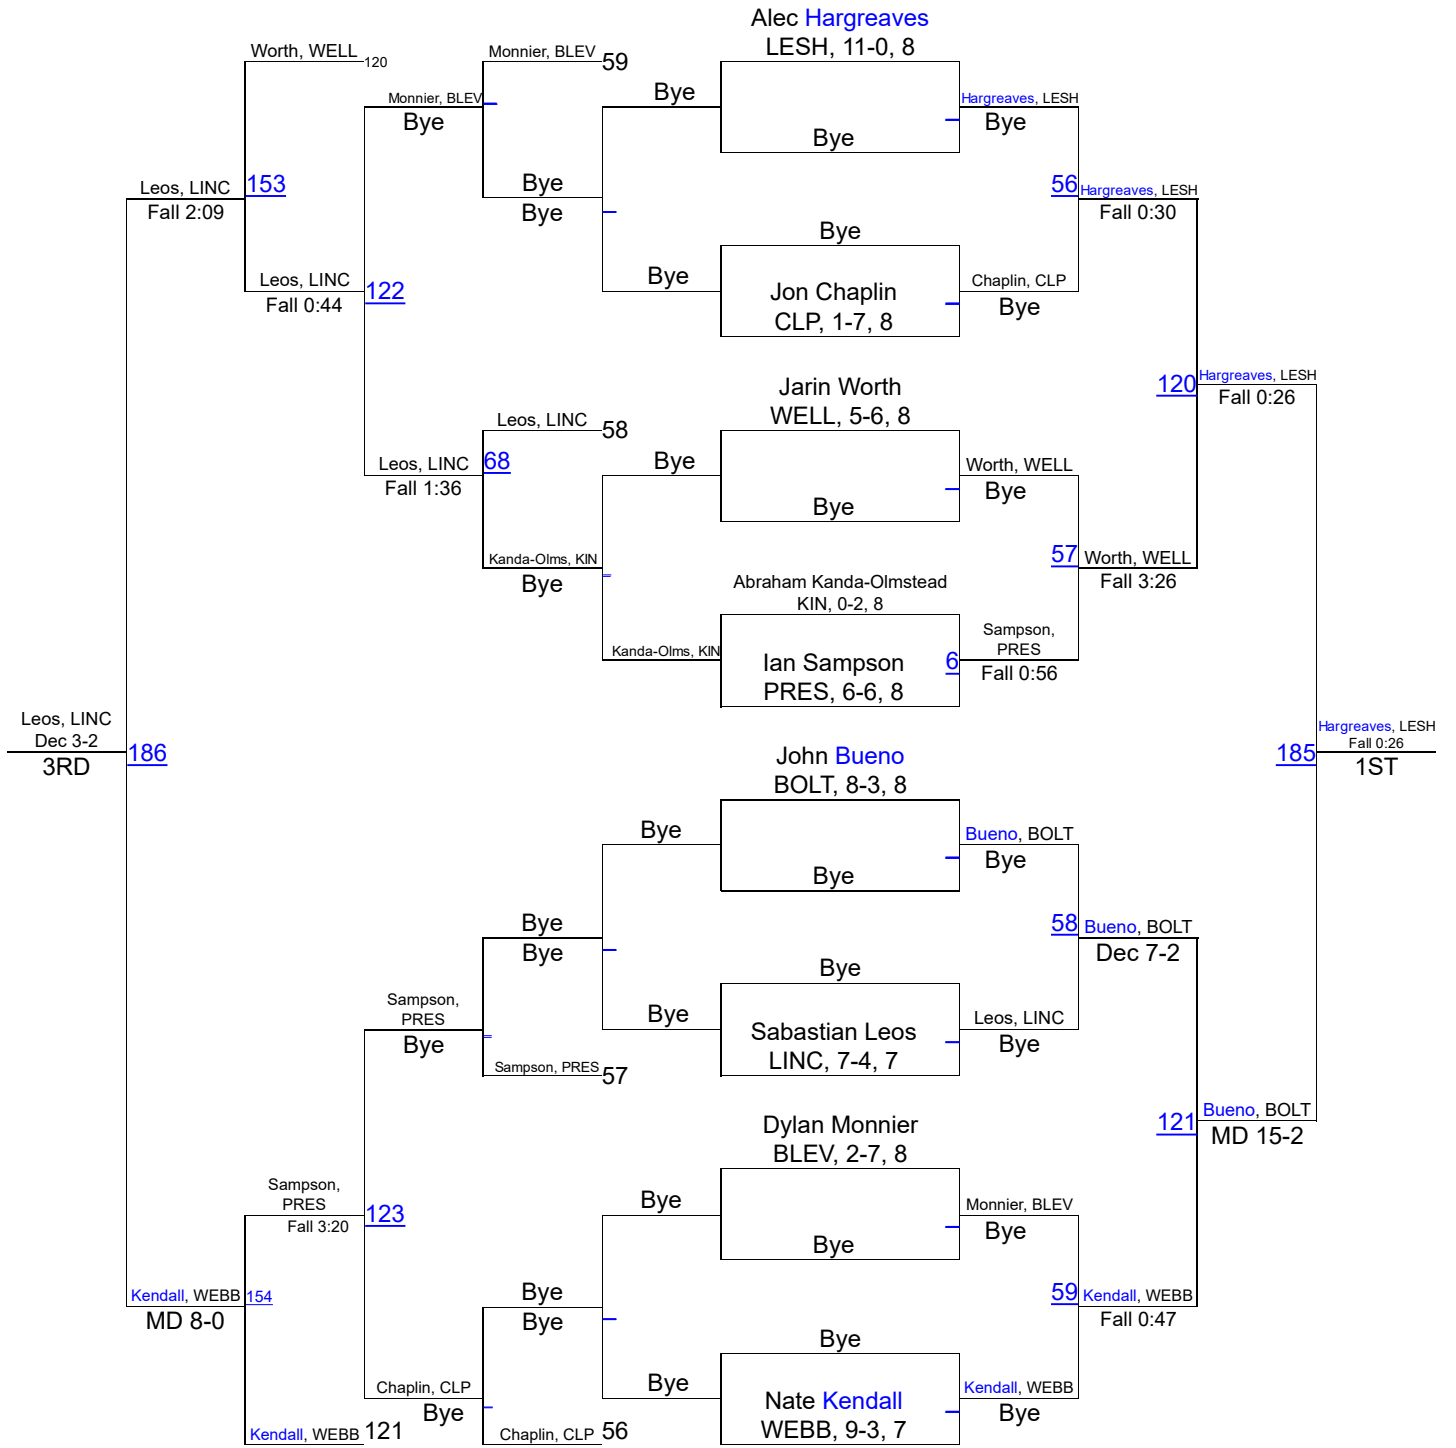 Alec Hargreaves
LESH, 11-0, 8
Worth, WELL 120
Monnier, BLEV 59
Monnier, BLEV
Bye
Bye
Bye
Hargreaves, LESH
Bye
Leos, LINC
Fall 2:09
153
Bye
Bye
56
Hargreaves, LESH
Fall 0:30
Leos, LINC
Fall 0:44
122
Bye
Bye
Jon Chaplin
CLP, 1-7, 8
Chaplin, CLP
Bye
Jarin Worth
WELL, 5-6, 8
120
Hargreaves, LESH
Fall 0:26
Leos, LINC 58
Leos, LINC
Fall 1:36
68
Bye
Bye
Worth, WELL
Bye
Kanda-Olms, KIN
Bye
57
Worth, WELL
Fall 3:26
Abraham Kanda-Olmstead
KIN, 0-2, 8
Kanda-Olms, KIN
Ian Sampson
PRES, 6-6, 8
6
Sampson,
PRES
Fall 0:56
Leos, LINC
Dec 3-2
3RD
186
John Bueno
BOLT, 8-3, 8
185
Hargreaves, LESH
Fall 0:26
1ST
Bye
Bye
Bueno, BOLT
Bye
Bye
Bye
58
Bueno, BOLT
Dec 7-2
Sampson,
PRES
Bye
Bye
Bye
Sabastian Leos
LINC, 7-4, 7
Leos, LINC
Bye
Sampson, PRES 57
Dylan Monnier
BLEV, 2-7, 8
121
Bueno, BOLT
MD 15-2
Sampson,
PRES
Fall 3:20
123
Bye
Bye
Monnier, BLEV
Bye
Kendall, WEBB
MD 8-0
154
Bye
Bye
59
Kendall, WEBB
Fall 0:47
Chaplin, CLP
Bye
Bye
Bye
Nate Kendall
WEBB, 9-3, 7
Kendall, WEBB
Bye
Kendall, WEBB 121
Chaplin, CLP 56